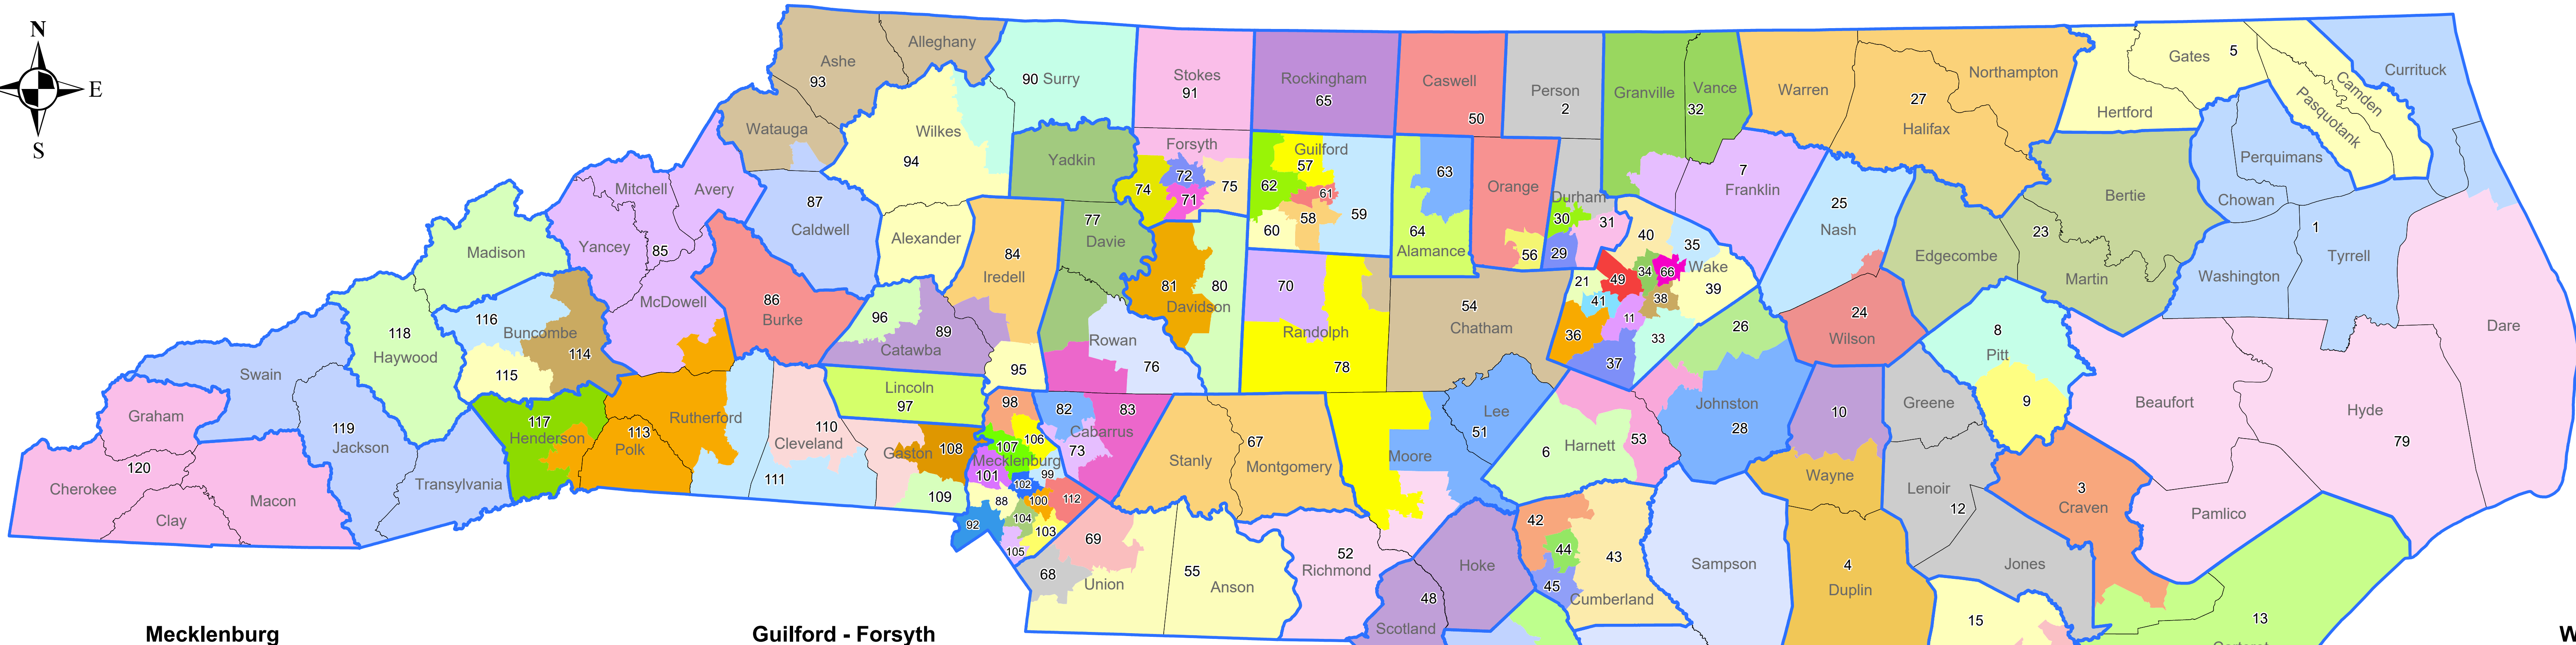 N
E
S
Ashe
93
Alleghany
90 Surry
Stokes
91
Rockingham
65
Caswell
50
Person
2
Granville
Vance
32
Warren
27
Halifax
Northampton
Gates
5
Hertford
Camden
Pasquotank
Currituck
Perquimans
Chowan
Watauga
Wilkes
94
Yadkin
Forsyth
74
72
71
75
Guilford
57
62
61
58
59
60
63
64
Alamance
Orange
56
Durham
30
31
29
7
Franklin
25
Nash
Edgecombe
23
Bertie
Martin
1
Tyrrell
Washington
Dare
Mitchell
Avery
Yancey
85
McDowell
87
Caldwell
Alexander
84
Iredell
77
Davie
81
80
Davidson
70
Randolph
78
54
Chatham
40
35
Wake
34
66
49
21
41
38
39
11
36
33
37
26
24
Wilson
8
Pitt
9
Madison
86
Burke
96
89
Catawba
95
Rowan
76
116
Buncombe
114
115
118
Haywood
Swain
Graham
119
Jackson
Transylvania
120
Cherokee
Clay
Macon
117
Henderson
113
Polk
Rutherford
110
Cleveland
111
Lincoln
97
Gaston
108
109
98
106
107
Mecklenburg
101
99
102
88
100
112
92
104
103
105
82
83
Cabarrus
73
Stanly
67
Montgomery
Moore
Lee
51
6
Harnett
53
Johnston
28
10
Wayne
Greene
Lenoir
12
Beaufort
Hyde
79
3
Craven
Pamlico
69
68
Union
55
Anson
52
Richmond
Hoke
48
Scotland
42
44
43
45
Cumberland
Sampson
4
Duplin
Jones
15
13
Mecklenburg
Guilford - Forsyth